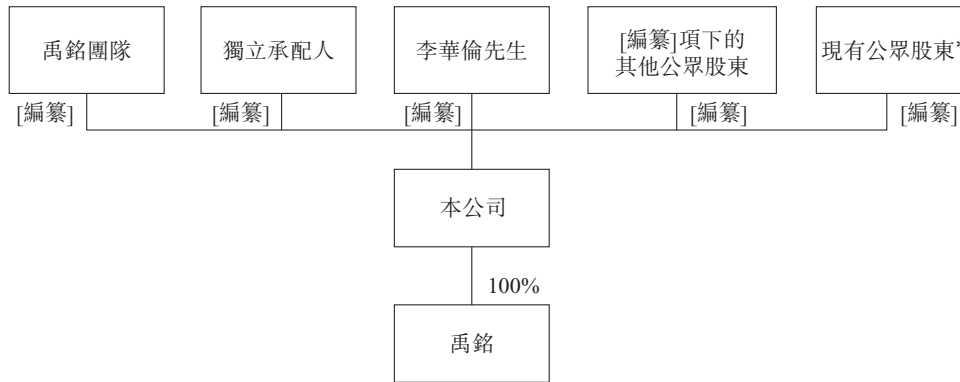 禹銘團隊
獨立承配人
李華倫先生
[編纂]項下的
其他公眾股東
現有公眾股東
[編纂]
[編纂]
[編纂]
[編纂]
[編纂]
本公司
100%
禹銘